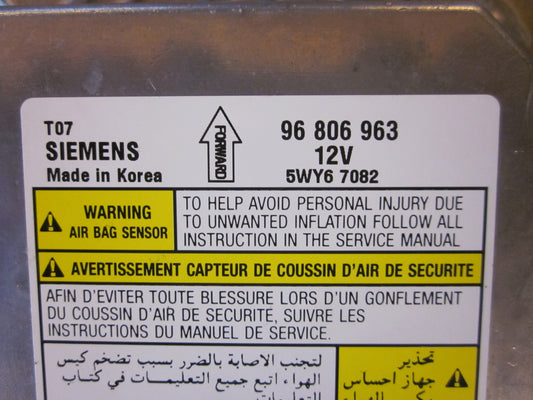 T07
SIEMENS
Made in Korea
FORWARD
96 806 963
12V
5WY6 7082
WARNING
AIR BAG SENSOR
TO HELP AVOID PERSONAL INJURY DUE
TO UNWANTED INFLATION FOLLOW ALL
INSTRUCTION IN THE SERVICE MANUAL
AVERTISSEMENT CAPTEUR DE COUSSIN D'AIR DE SECURITE
AFIN D'EVITER TOUTE BLESSURE LORS D'UN GONFLEMENT
DU COUSSIN D'AIR DE SECURITE, SUIVRE LES
INSTRUCTIONS DU MANUEL DE SERVICE.
تحذير
جهاز احساس
لتجنب الاصابة بالضرر بسبب تضخم كيس
الهواء اتبع جميع التعليمات في كتاب